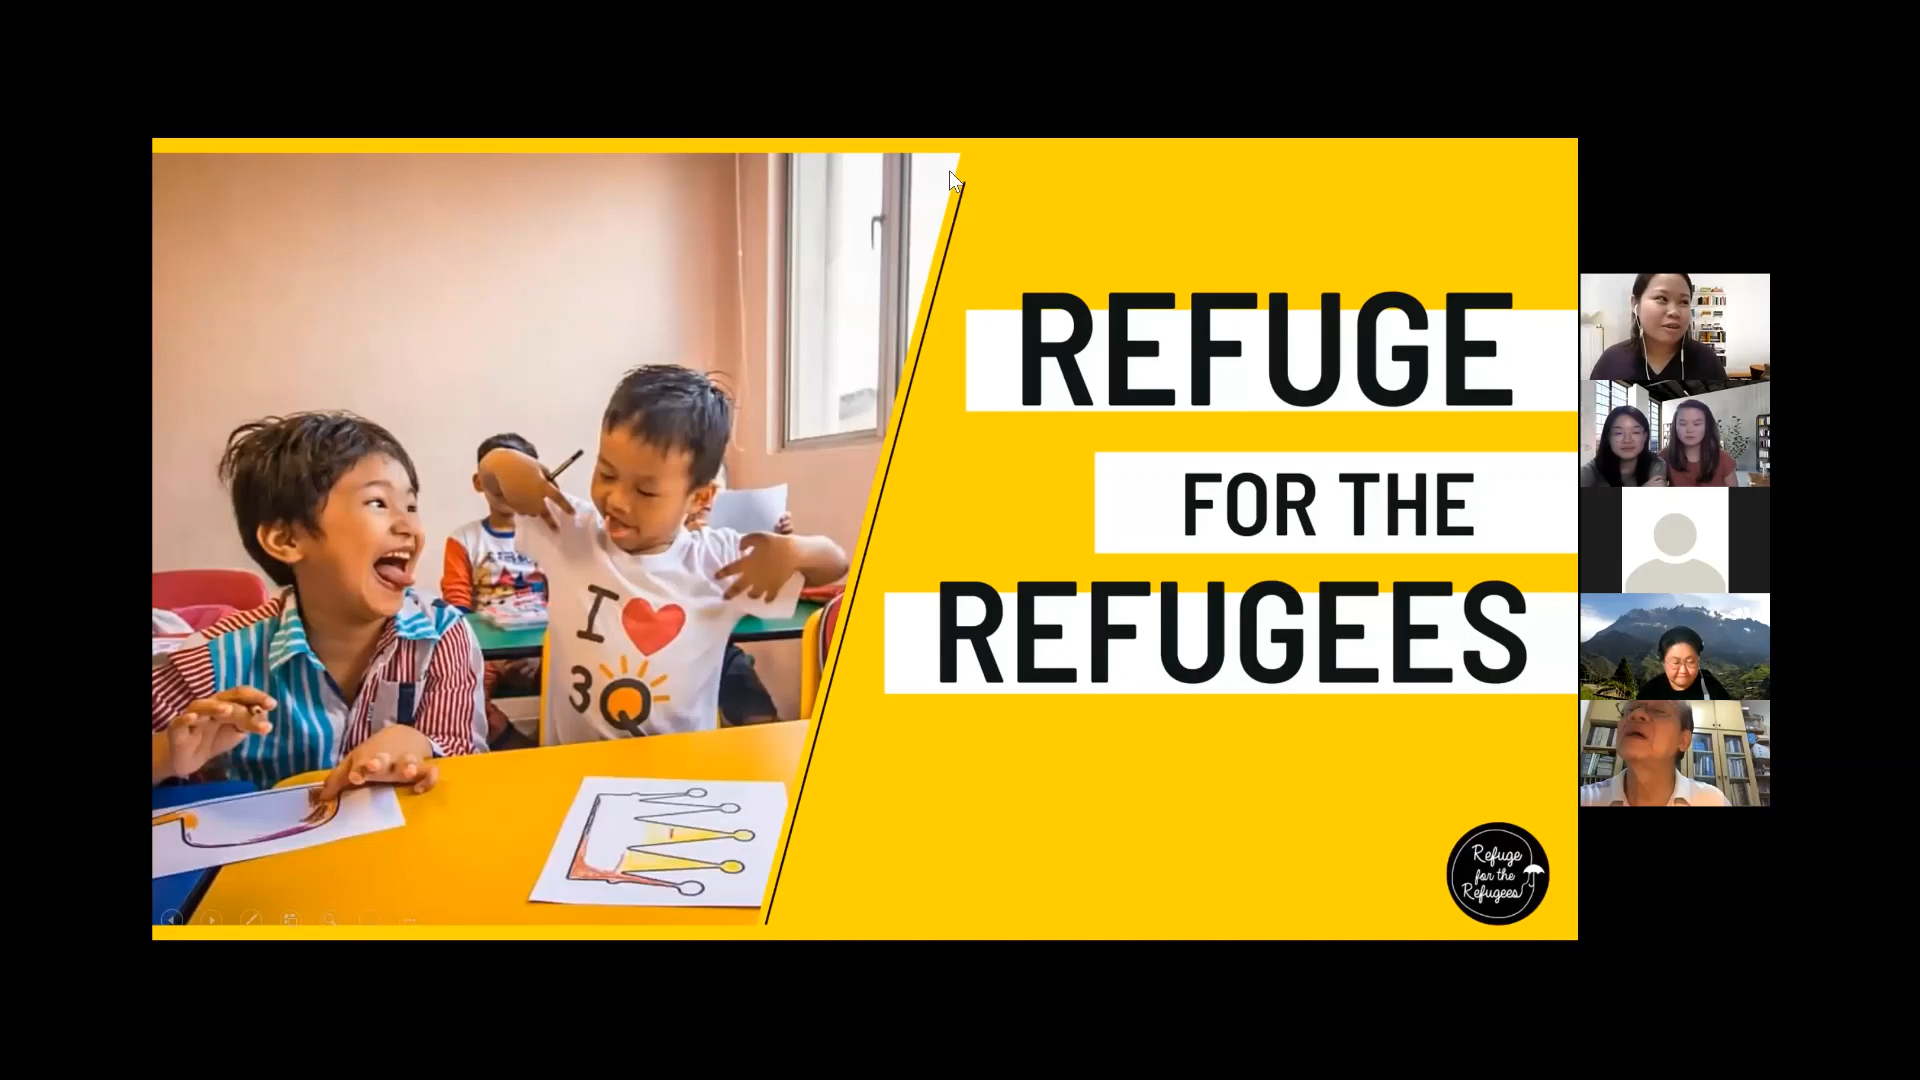 REFUGE
FOR THE
REFUGEES
I
3Q
Refuge
for the
Refugees